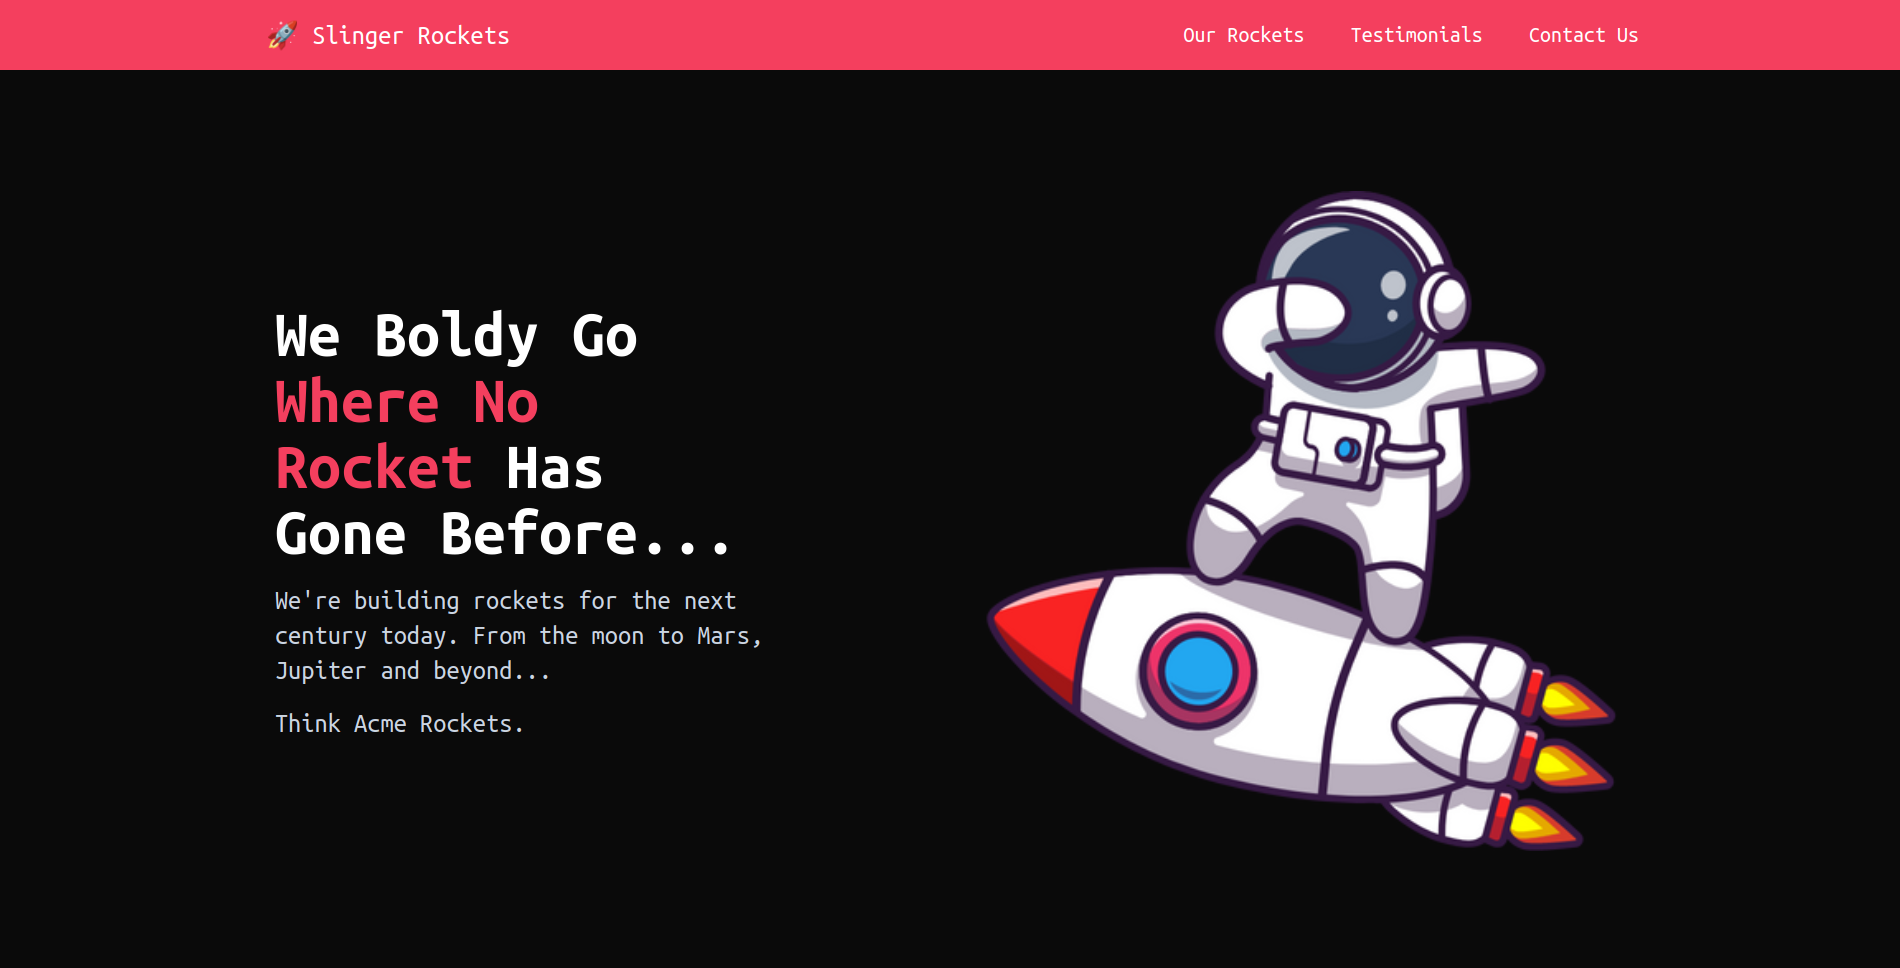 🚀 Slinger Rockets
Our Rockets
Testimonials
Contact Us
We Boldy Go
Where No
Rocket Has
Gone Before...
We're building rockets for the next
century today. From the moon to Mars,
Jupiter and beyond...
Think Acme Rockets.